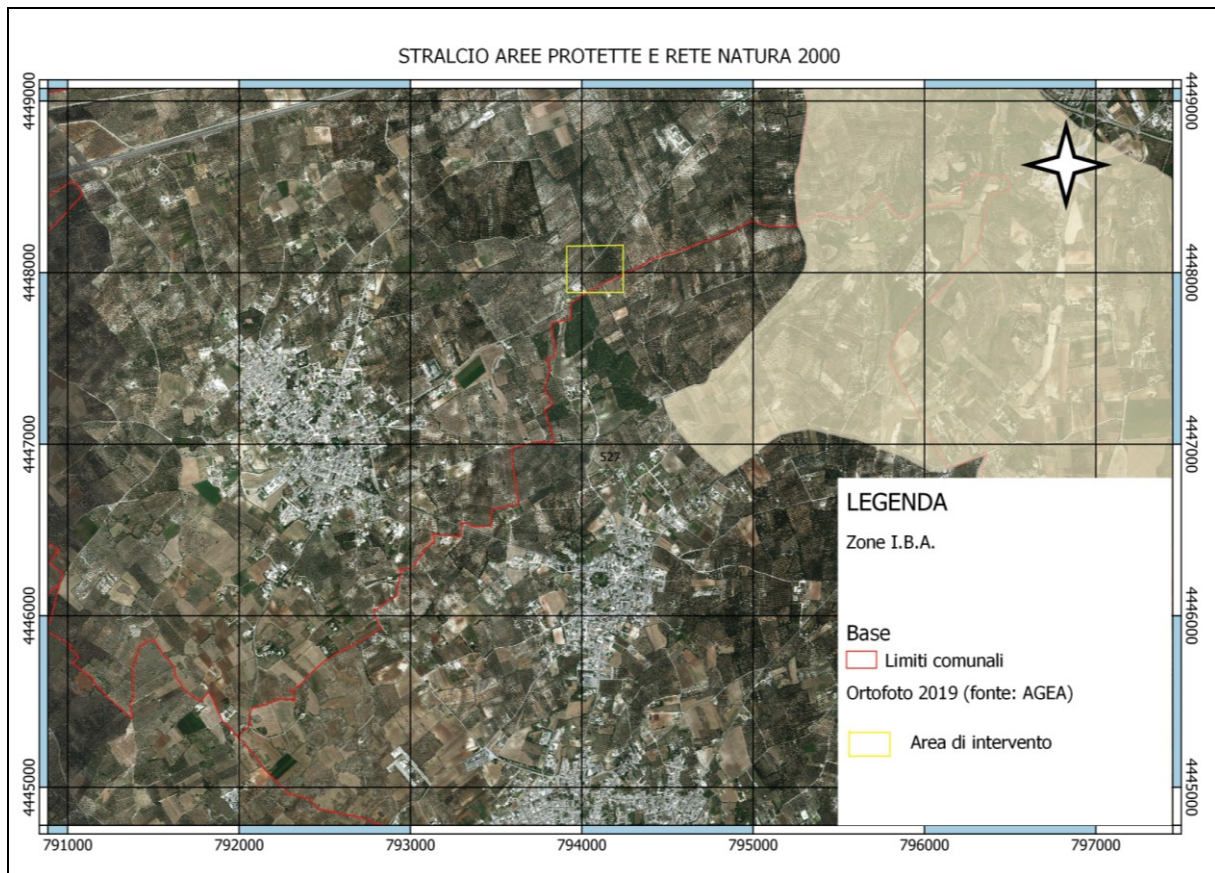 STRALCIO AREE PROTETTE E RETE NATURA 2000
4449000
4449000
4448000
4448000
4447000
4447000
527
LEGENDA
Zone I.B.A.
4446000
4446000
Base
Limiti comunali
Ortofoto 2019 (fonte: AGEA)
Area di intervento
4445000
4445000
791000 792000 793000 794000 795000 796000 797000